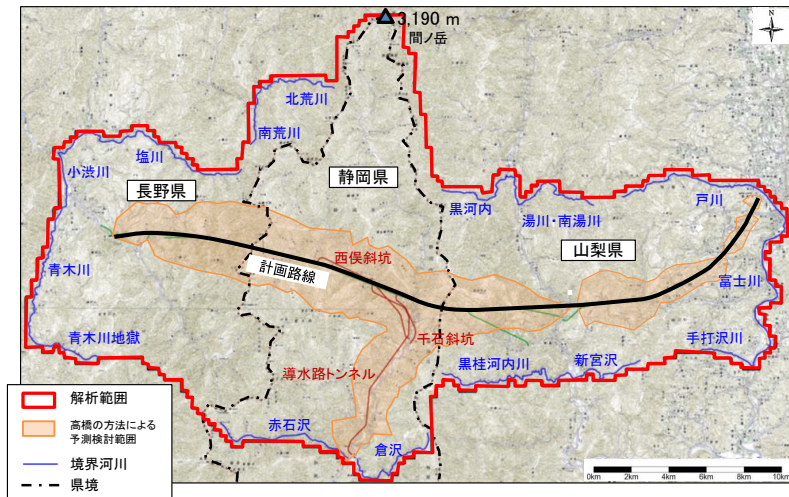 3,190 m
間ノ岳
N
北荒川
南荒川
塩川
小渋川
長野県
静岡県
黒河内
湯川・南湯川
戸川
山梨県
西俣斜坑
計画路線
青木川
富士川
千石斜坑
青木川地獄
手打沢川
導水路トンネル
黒桂河内川
新宮沢
赤石沢
倉沢
解析範囲
高橋の方法による
予測検討範囲
境界河川
県境
0km 2km 4km 6km 8km 10km